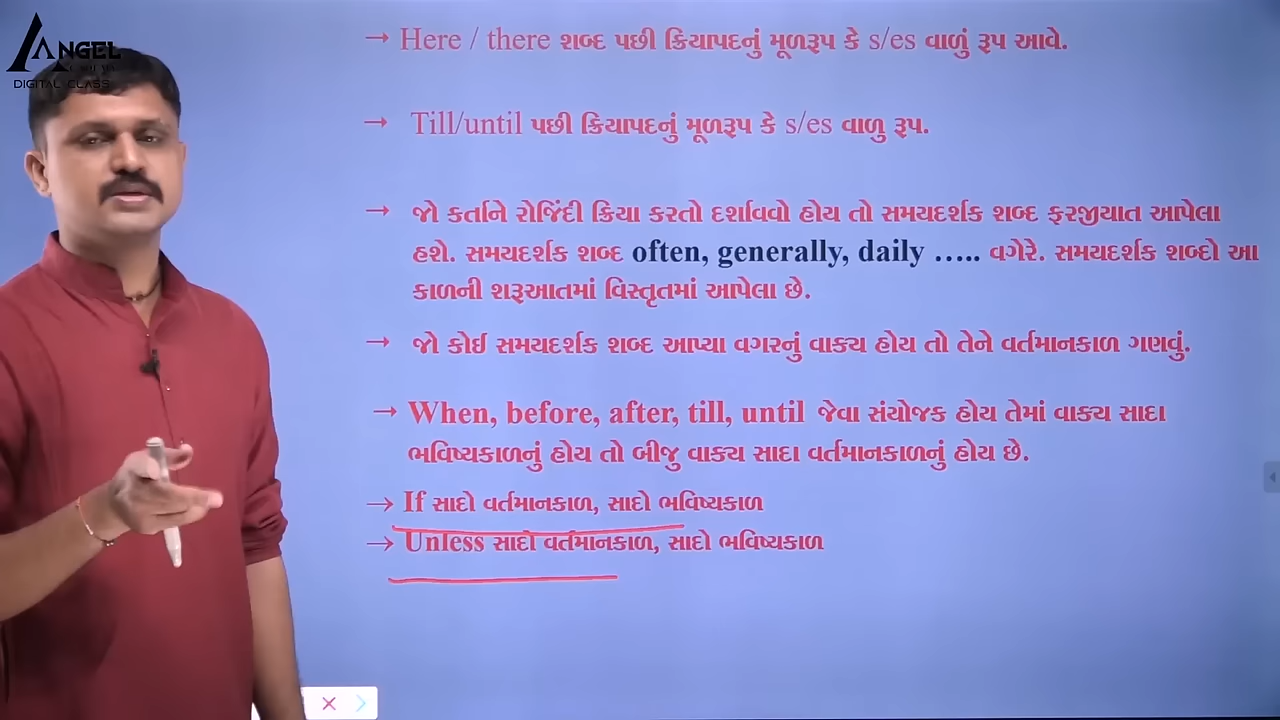 ANGEL
DIGITAL CLASS
→ Here / there શબ્દ પછી ક્રિયાપદનું મૂળરૂપ કે s/es વાળું રૂપ આવે.
→ Till/until પછી ક્રિયાપદનું મૂળરૂપ કે s/es વાળુ રૂપ.
→ જો કર્તાને રોજિંદી ક્રિયા કરતો દર્શાવવો હોય તો સમયદર્શક શબ્દ ફરજીયાત આપેલા
હશે. સમયદર્શક શબ્દ often, generally, daily ….. વગેરે. સમયદર્શક શબ્દો આ
કાળની શરૂઆતમાં વિસ્તૃતમાં આપેલા છે.
→ જો કોઈ સમયદર્શક શબ્દ આપ્યા વગરનું વાક્ય હોય તો તેને વર્તમાનકાળ ગણવું.
→ When, before, after, till, until જેવા સંયોજક હોય તેમાં વાક્ય સાદા
ભવિષ્યકાળનું હોય તો બીજુ વાક્ય સાદા વર્તમાનકાળનું હોય છે.
→ If સાદો વર્તમાનકાળ, સાદો ભવિષ્યકાળ
→ Unless સાદો વર્તમાનકાળ, સાદો ભવિષ્યકાળ